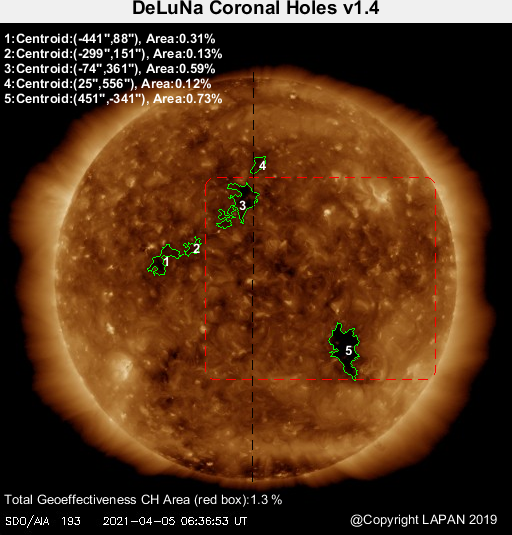 DeLuNa Coronal Holes v1.4
1:Centroid:(-441",88"), Area:0.31%
2:Centroid:(-299",151"), Area:0.13%
3:Centroid:(-74",361"), Area:0.59%
4:Centroid:(25",556"), Area:0.12%
5:Centroid:(451",-341"), Area:0.73%
4
3
2
1
5
Total Geoeffectiveness CH Area (red box):1.3 %
SDO/AIA 193 2021-04-05 06:36:53 UT
@Copyright LAPAN 2019